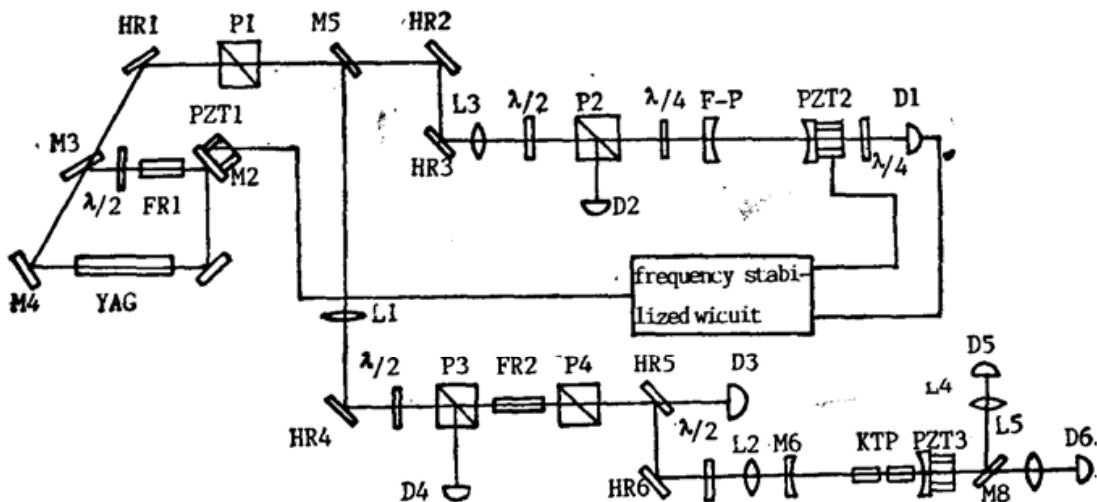 HR1 P1 M5 HR2
PZT1
L3 λ/2 P2 λ/4 F-P PZT2 D1
M3
M2
HR3
λ/2 FR1
λ/4
D2
M4 YAG
frequency stabi-
lized wicuit
L1
λ/2 P3 FR2 P4 HR5 D3 D5
L4
HR4
λ/2 L2 M6 KTP PZT3 L5 D6
D4 HR6 M8